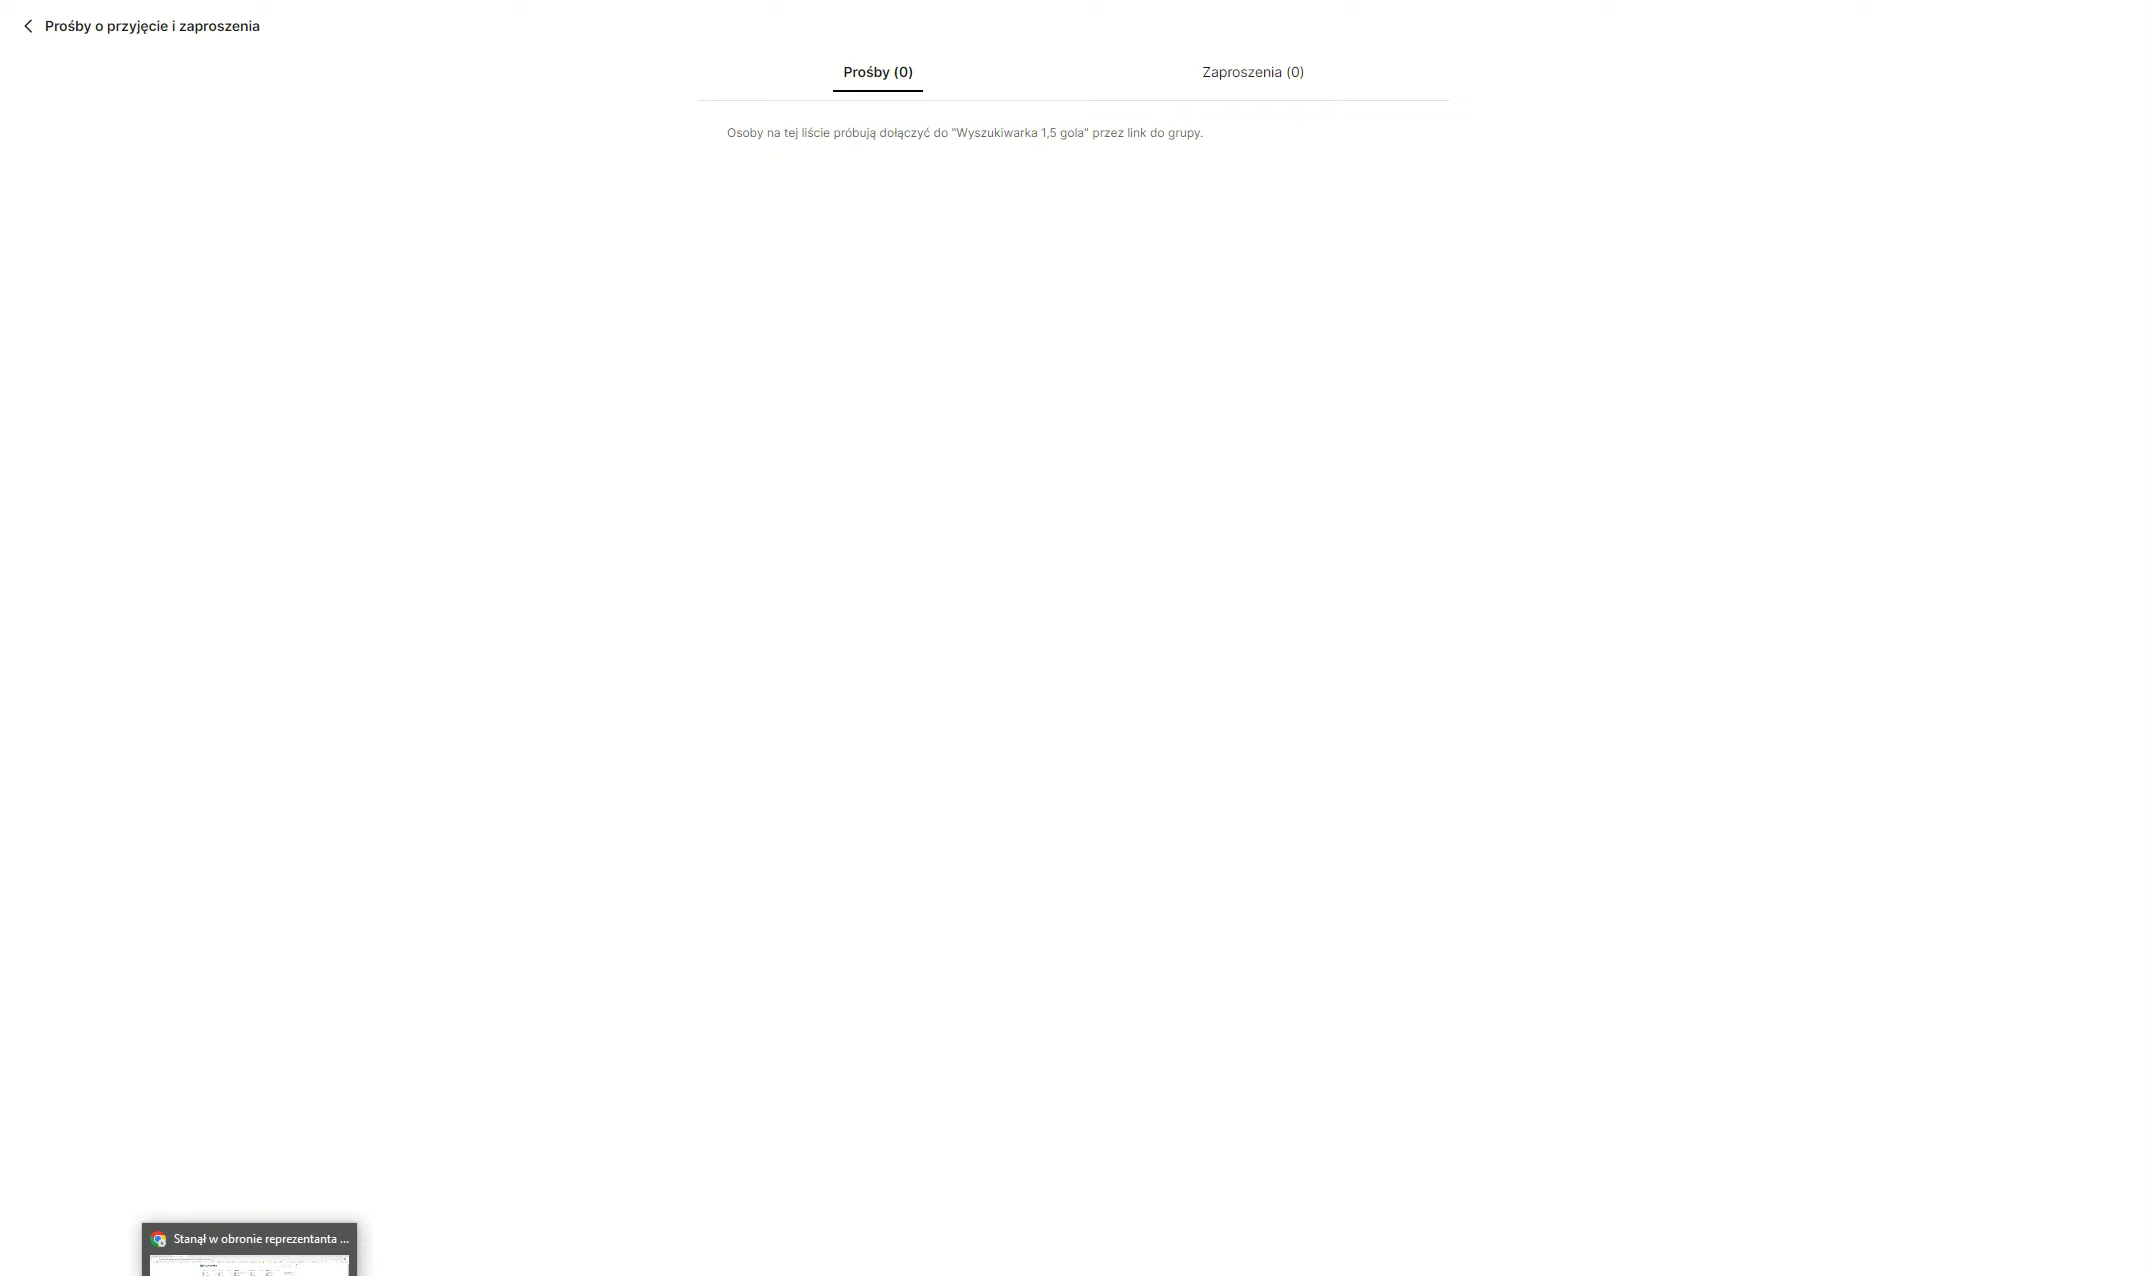 Prośby o przyjęcie i zaproszenia
Prośby (0)
Zaproszenia (0)
Osoby na tej liście próbują dołączyć do "Wyszukiwarka 1,5 gola" przez link do grupy.
Stanął w obronie reprezentanta ...